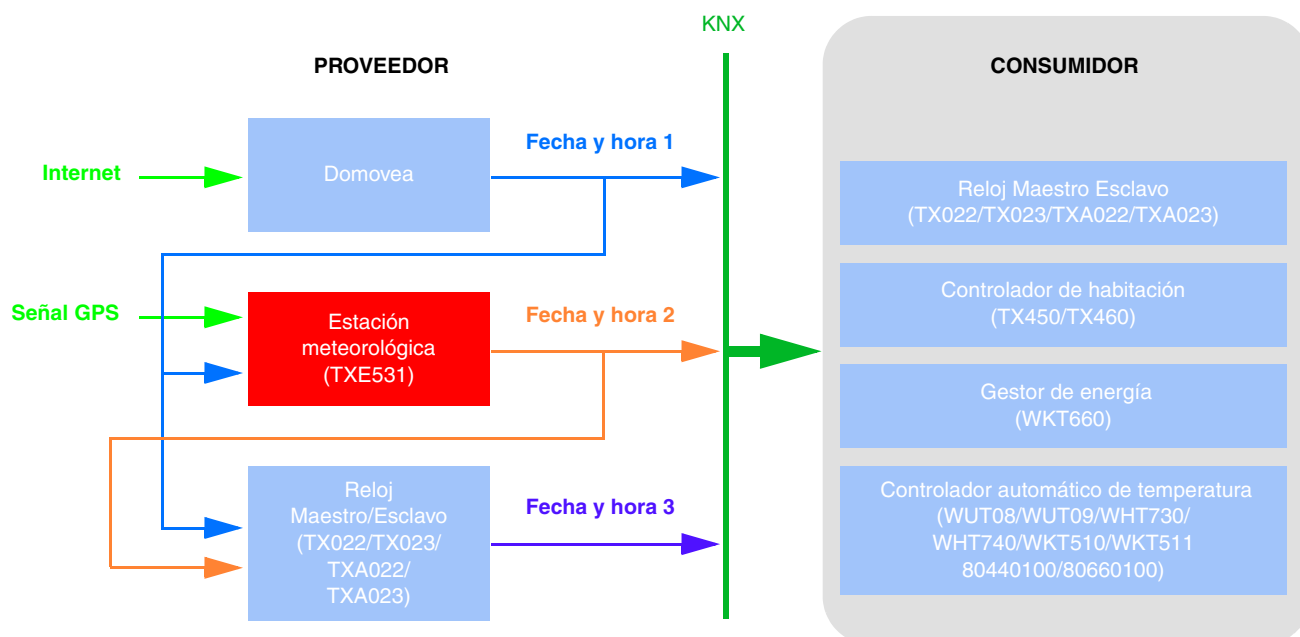 KNX
PROVEEDOR
CONSUMIDOR
Internet
Domovea
Fecha y hora 1
Señal GPS
Estación
meteorológica
(TXE531)
Fecha y hora 2
Reloj
Maestro/Esclavo
(TX022/TX023/
TXA022/
TXA023)
Fecha y hora 3
Reloj Maestro Esclavo
(TX022/TX023/TXA022/TXA023)
Controlador de habitación
(TX450/TX460)
Gestor de energía
(WKT660)
Controlador automático de temperatura
(WUT08/WUT09/WHT730/
WHT740/WKT510/WKT511
80440100/80660100)